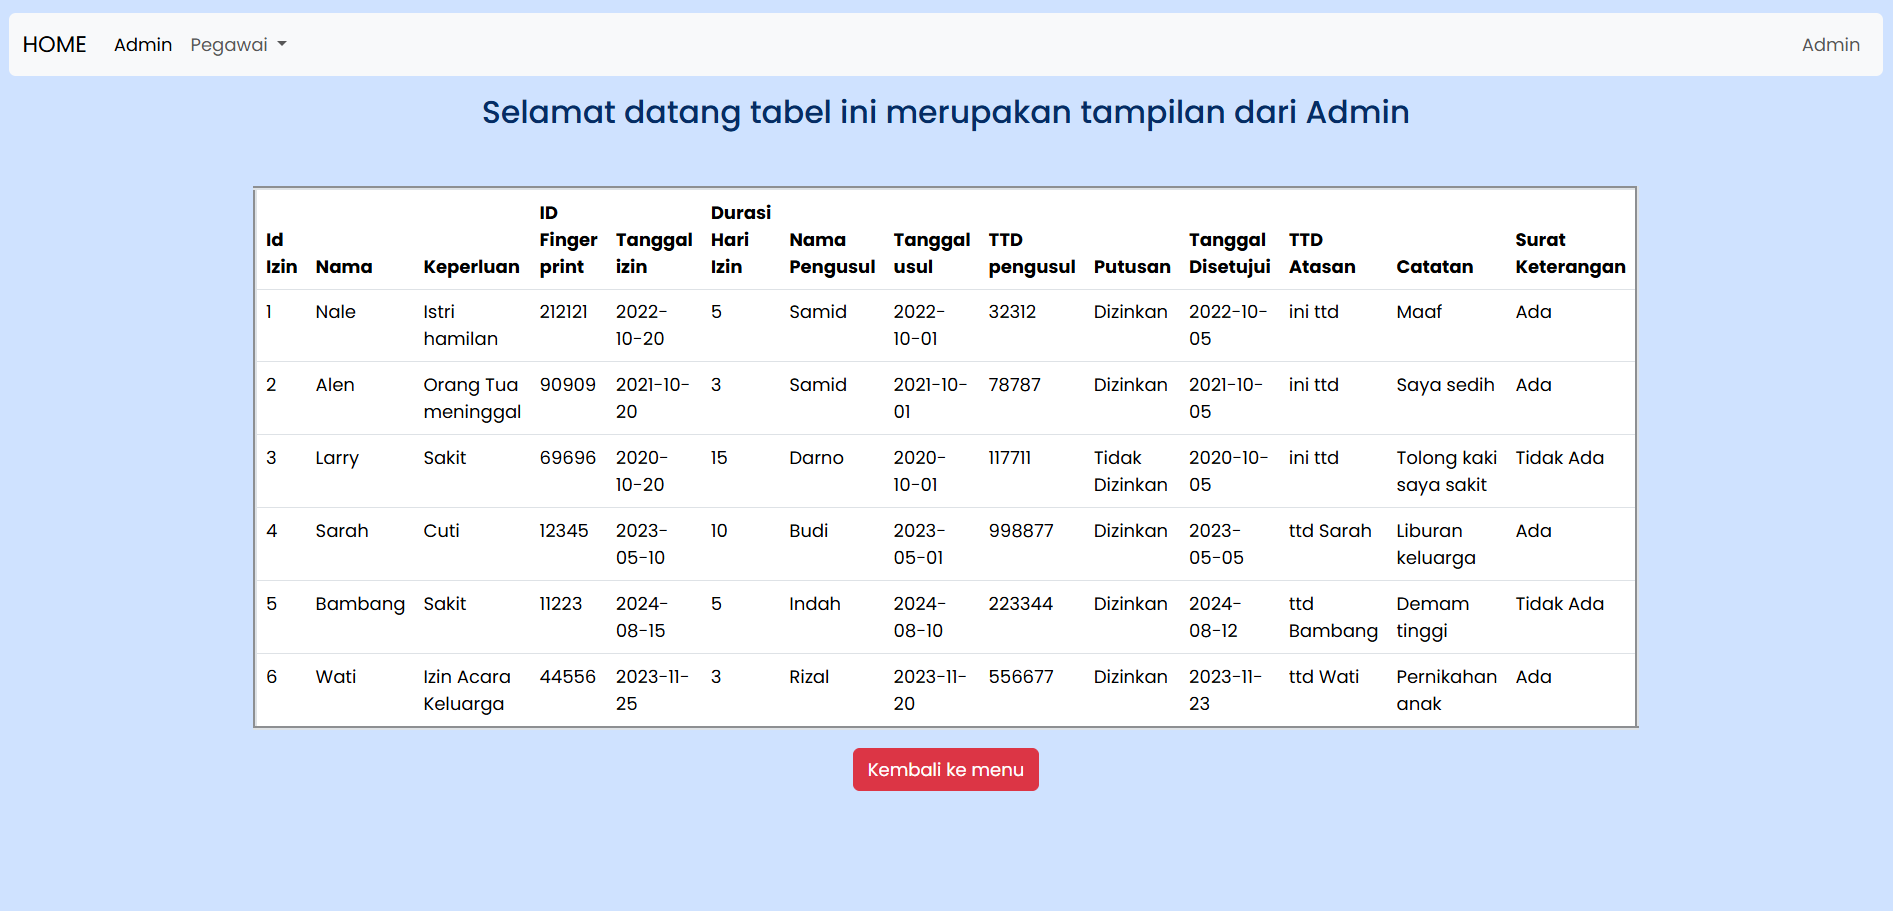 HOME Admin Pegawai Admin
Selamat datang tabel ini merupakan tampilan dari Admin
Id Izin Nama Keperluan ID Finger print Tanggal izin Durasi Hari Izin Nama Pengusul Tanggal usul TTD pengusul Putusan Tanggal Disetujui TTD Atasan Catatan Surat Keterangan
1 Nale Istri hamilan 212121 2022-10-20 5 Samid 2022-10-01 32312 Dizinkan 2022-10-05 ini ttd Maaf Ada
2 Alen Orang Tua meninggal 90909 2021-10-20 3 Samid 2021-10-01 78787 Dizinkan 2021-10-05 ini ttd Saya sedih Ada
3 Larry Sakit 69696 2020-10-20 15 Darno 2020-10-01 117711 Tidak Dizinkan 2020-10-05 ini ttd Tolong kaki saya sakit Tidak Ada
4 Sarah Cuti 12345 2023-05-10 10 Budi 2023-05-01 998877 Dizinkan 2023-05-05 ttd Sarah Liburan keluarga Ada
5 Bambang Sakit 11223 2024-08-15 5 Indah 2024-08-10 223344 Dizinkan 2024-08-12 ttd Bambang Demam tinggi Tidak Ada
6 Wati Izin Acara Keluarga 44556 2023-11-25 3 Rizal 2023-11-20 556677 Dizinkan 2023-11-23 ttd Wati Pernikahan anak Ada
Kembali ke menu